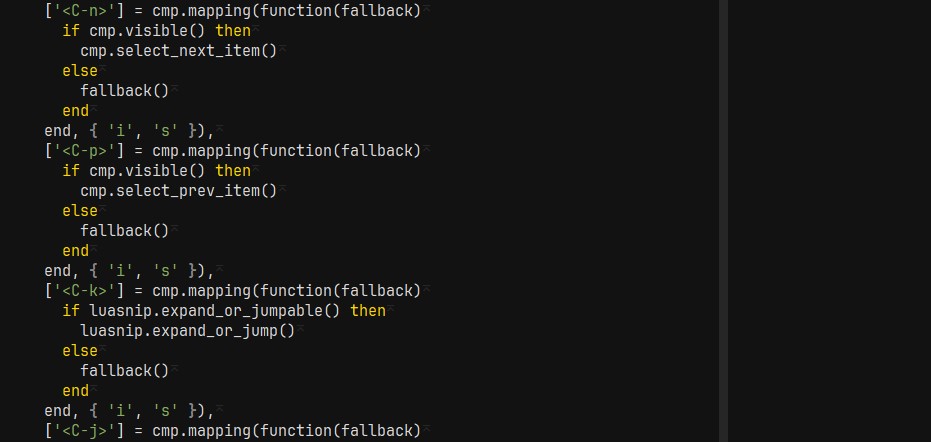 ['<C-n>'] = cmp.mapping(function(fallback)
  if cmp.visible() then
    cmp.select_next_item()
  else
    fallback()
  end
end, { 'i', 's' }),
['<C-p>'] = cmp.mapping(function(fallback)
  if cmp.visible() then
    cmp.select_prev_item()
  else
    fallback()
  end
end, { 'i', 's' }),
['<C-k>'] = cmp.mapping(function(fallback)
  if luasnip.expand_or_jumpable() then
    luasnip.expand_or_jump()
  else
    fallback()
  end
end, { 'i', 's' }),
['<C-j>'] = cmp.mapping(function(fallback)